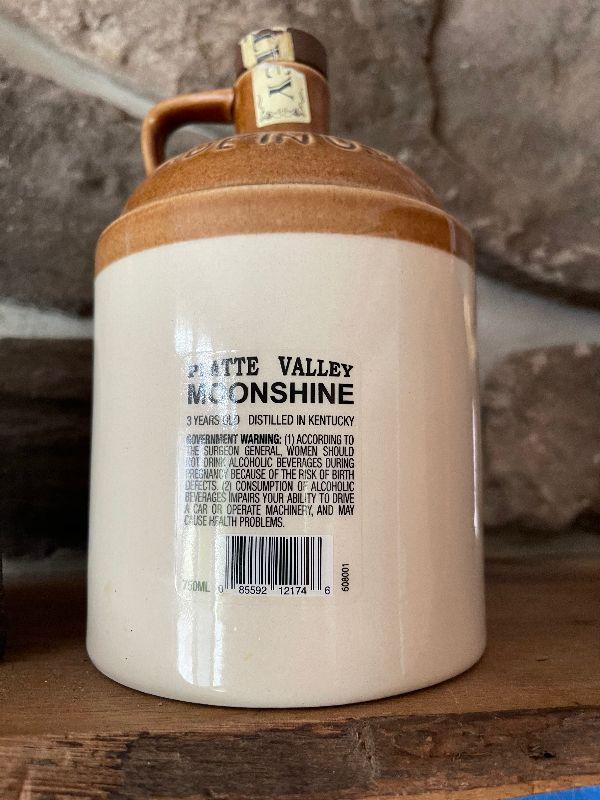 PLATTE VALLEY
MOONSHINE
3 YEARS OLD DISTILLED IN KENTUCKY
GOVERNMENT WARNING: (1) ACCORDING TO
THE SURGEON GENERAL, WOMEN SHOULD
NOT DRINK ALCOHOLIC BEVERAGES DURING
PREGNANCY BECAUSE OF THE RISK OF BIRTH
DEFECTS. (2) CONSUMPTION OF ALCOHOLIC
BEVERAGES IMPAIRS YOUR ABILITY TO DRIVE
A CAR OR OPERATE MACHINERY, AND MAY
CAUSE HEALTH PROBLEMS.
750ML 0 85592 12174 6 608001